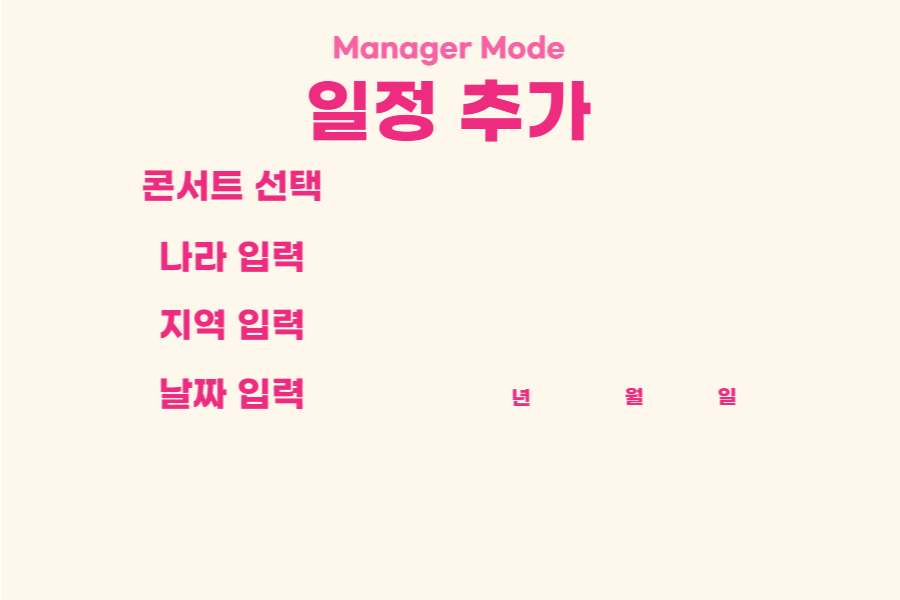 Manager Mode
일정 추가
콘서트 선택
나라 입력
지역 입력
날짜 입력 년 월 일